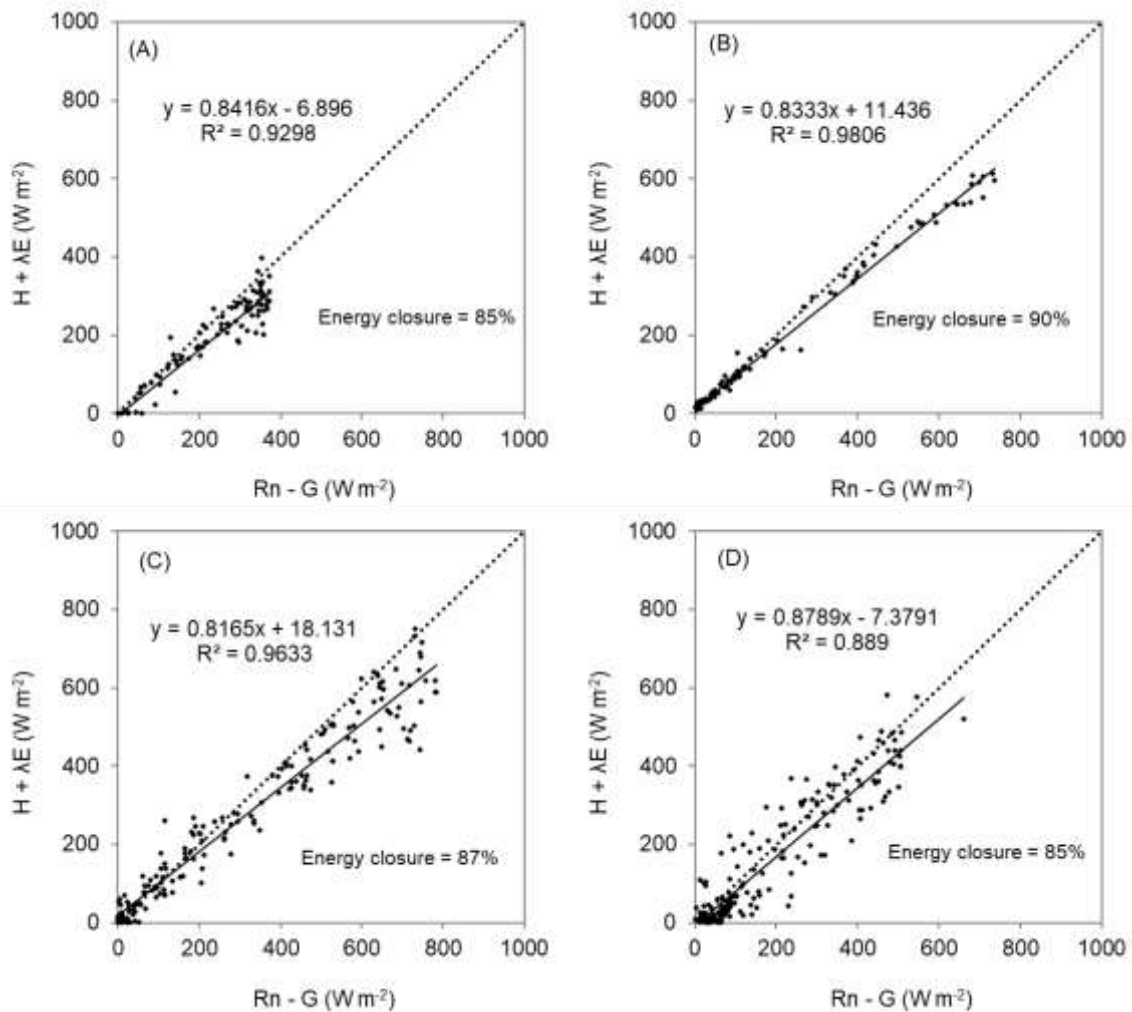 (A)
y = 0.8416x - 6.896
R² = 0.9298
Energy closure = 85%
H + λE (W m⁻²)
1000
800
600
400
200
0
0 200 400 600 800 1000
Rn - G (W m⁻²)
(B)
y = 0.8333x + 11.436
R² = 0.9806
Energy closure = 90%
H + λE (W m⁻²)
1000
800
600
400
200
0
0 200 400 600 800 1000
Rn - G (W m⁻²)
(C)
y = 0.8165x + 18.131
R² = 0.9633
Energy closure = 87%
H + λE (W m⁻²)
1000
800
600
400
200
0
0 200 400 600 800 1000
Rn - G (W m⁻²)
(D)
y = 0.8789x - 7.3791
R² = 0.889
Energy closure = 85%
H + λE (W m⁻²)
1000
800
600
400
200
0
0 200 400 600 800 1000
Rn - G (W m⁻²)